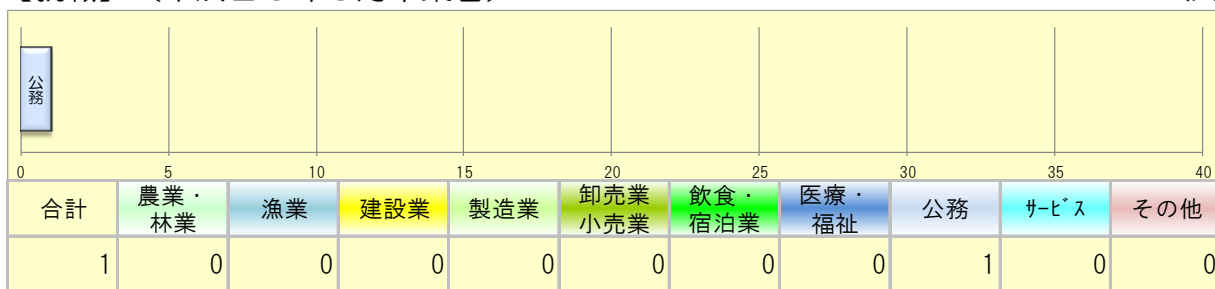 公務
0 5 10 15 20 25 30 35 40
合計 農業・林業 漁業 建設業 製造業 卸売業小売業 飲食・宿泊業 医療・福祉 公務 ｻｰﾋﾞｽ その他
1 0 0 0 0 0 0 0 1 0 0